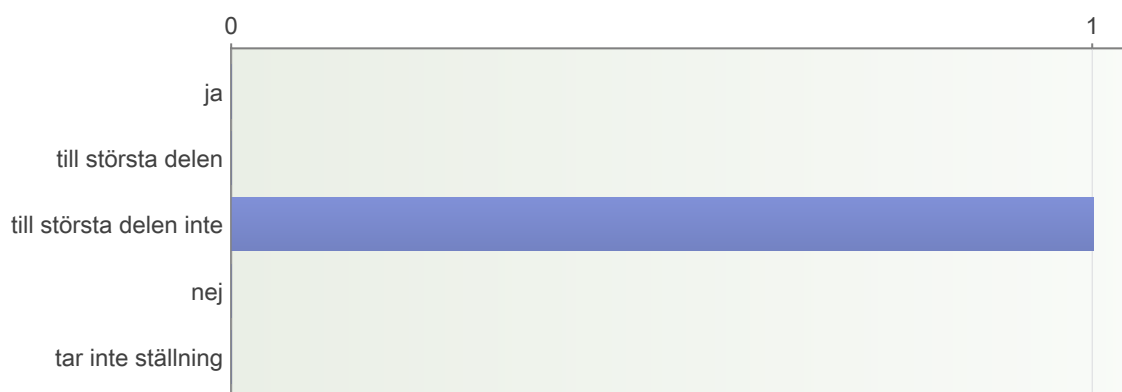 0 1
ja
till största delen
till största delen inte
nej
tar inte ställning